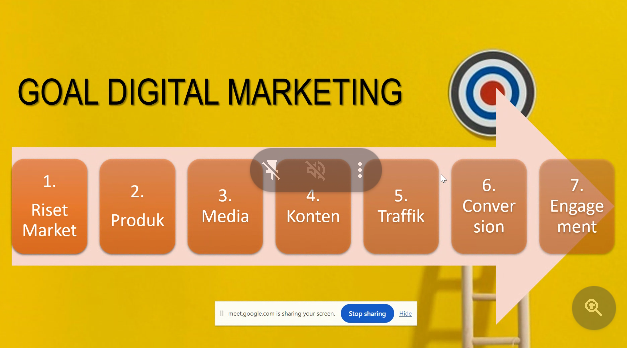 GOAL DIGITAL MARKETING
1.
Riset
Market
2.
Produk
3.
Media
4.
Konten
5.
Traffik
6.
Conver
sion
7.
Engage
ment
meet.google.com is sharing your screen.
Stop sharing
Hide